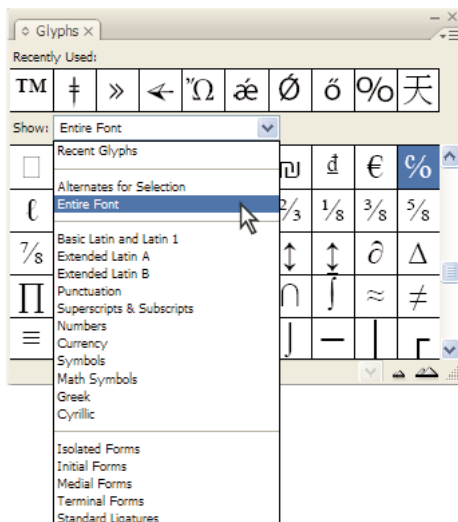 Glyphs
Recently Used:
™ ǂ » Ὤ ǽ Ǿ ő % 天
Show: Entire Font
Recent Glyphs
Alternates for Selection
Entire Font
Basic Latin and Latin 1
Extended Latin A
Extended Latin B
Punctuation
Superscripts & Subscripts
Numbers
Currency
Symbols
Math Symbols
Greek
Cyrillic
Isolated Forms
Initial Forms
Medial Forms
Terminal Forms
Standard Ligatures
₪ € ℅
ℓ ⅔ ⅛ ⅜ ⅝
⅞ ↕ ↨ ∂ ∆
∏ ∩ ∫ ≈ ≠
≡ ⌡ ─ │ ┌